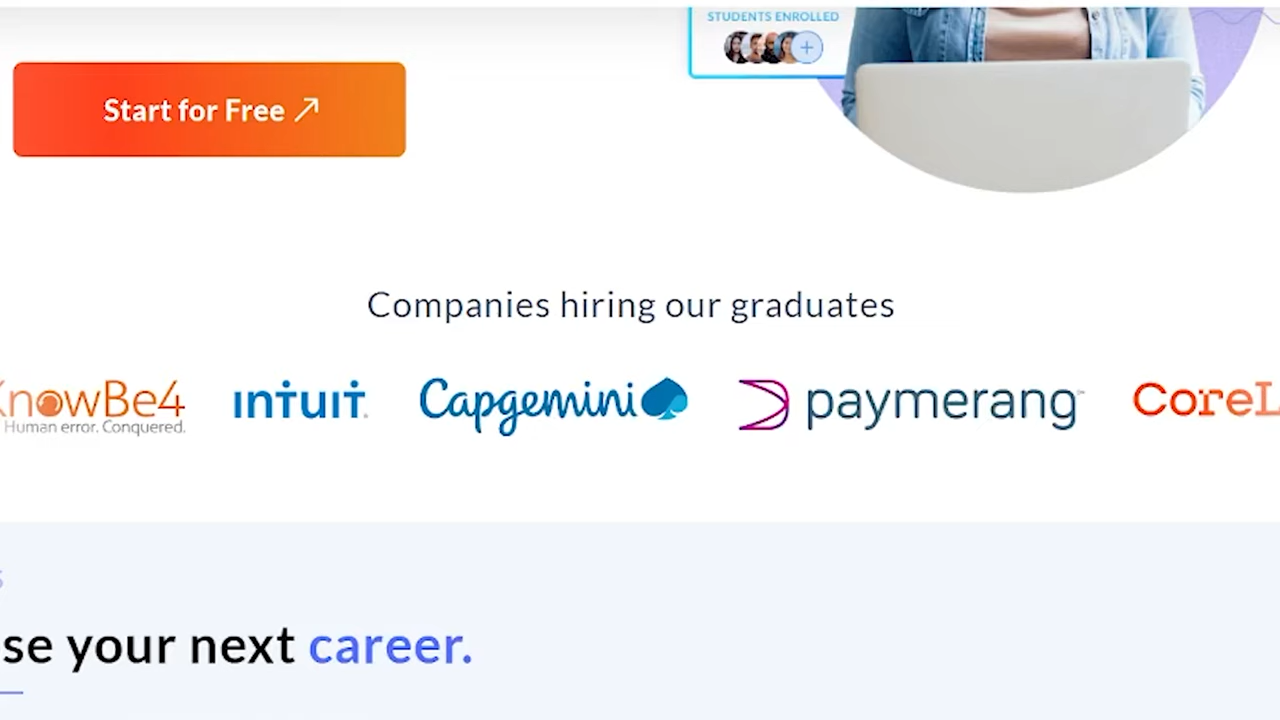 STUDENTS ENROLLED
Start for Free
Companies hiring our graduates
KnowBe4
Human error. Conquered.
intuit
Capgemini
paymerang
CoreL
se your next career.